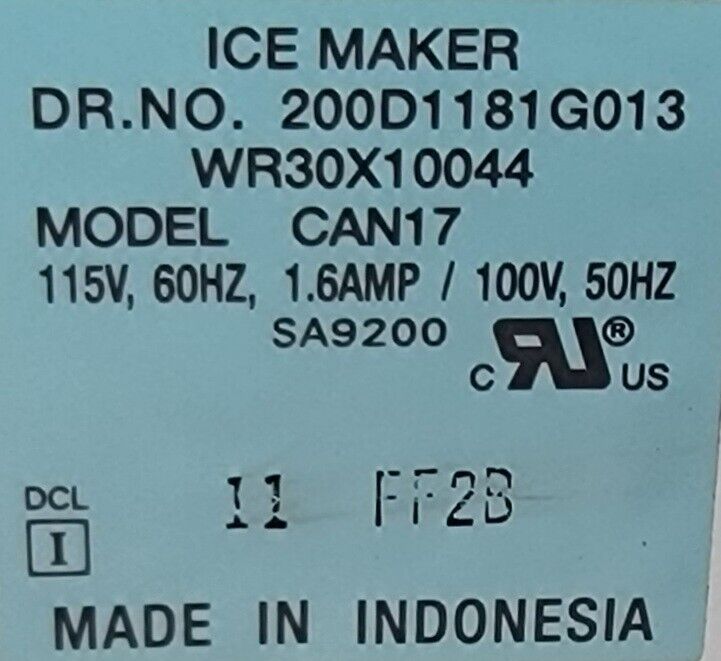 ICE MAKER
DR.NO. 200D1181G013
WR30X10044
MODEL CAN17
115V, 60HZ, 1.6AMP / 100V, 50HZ
SA9200
C RU® US
DCL
I
11 FF2B
MADE IN INDONESIA